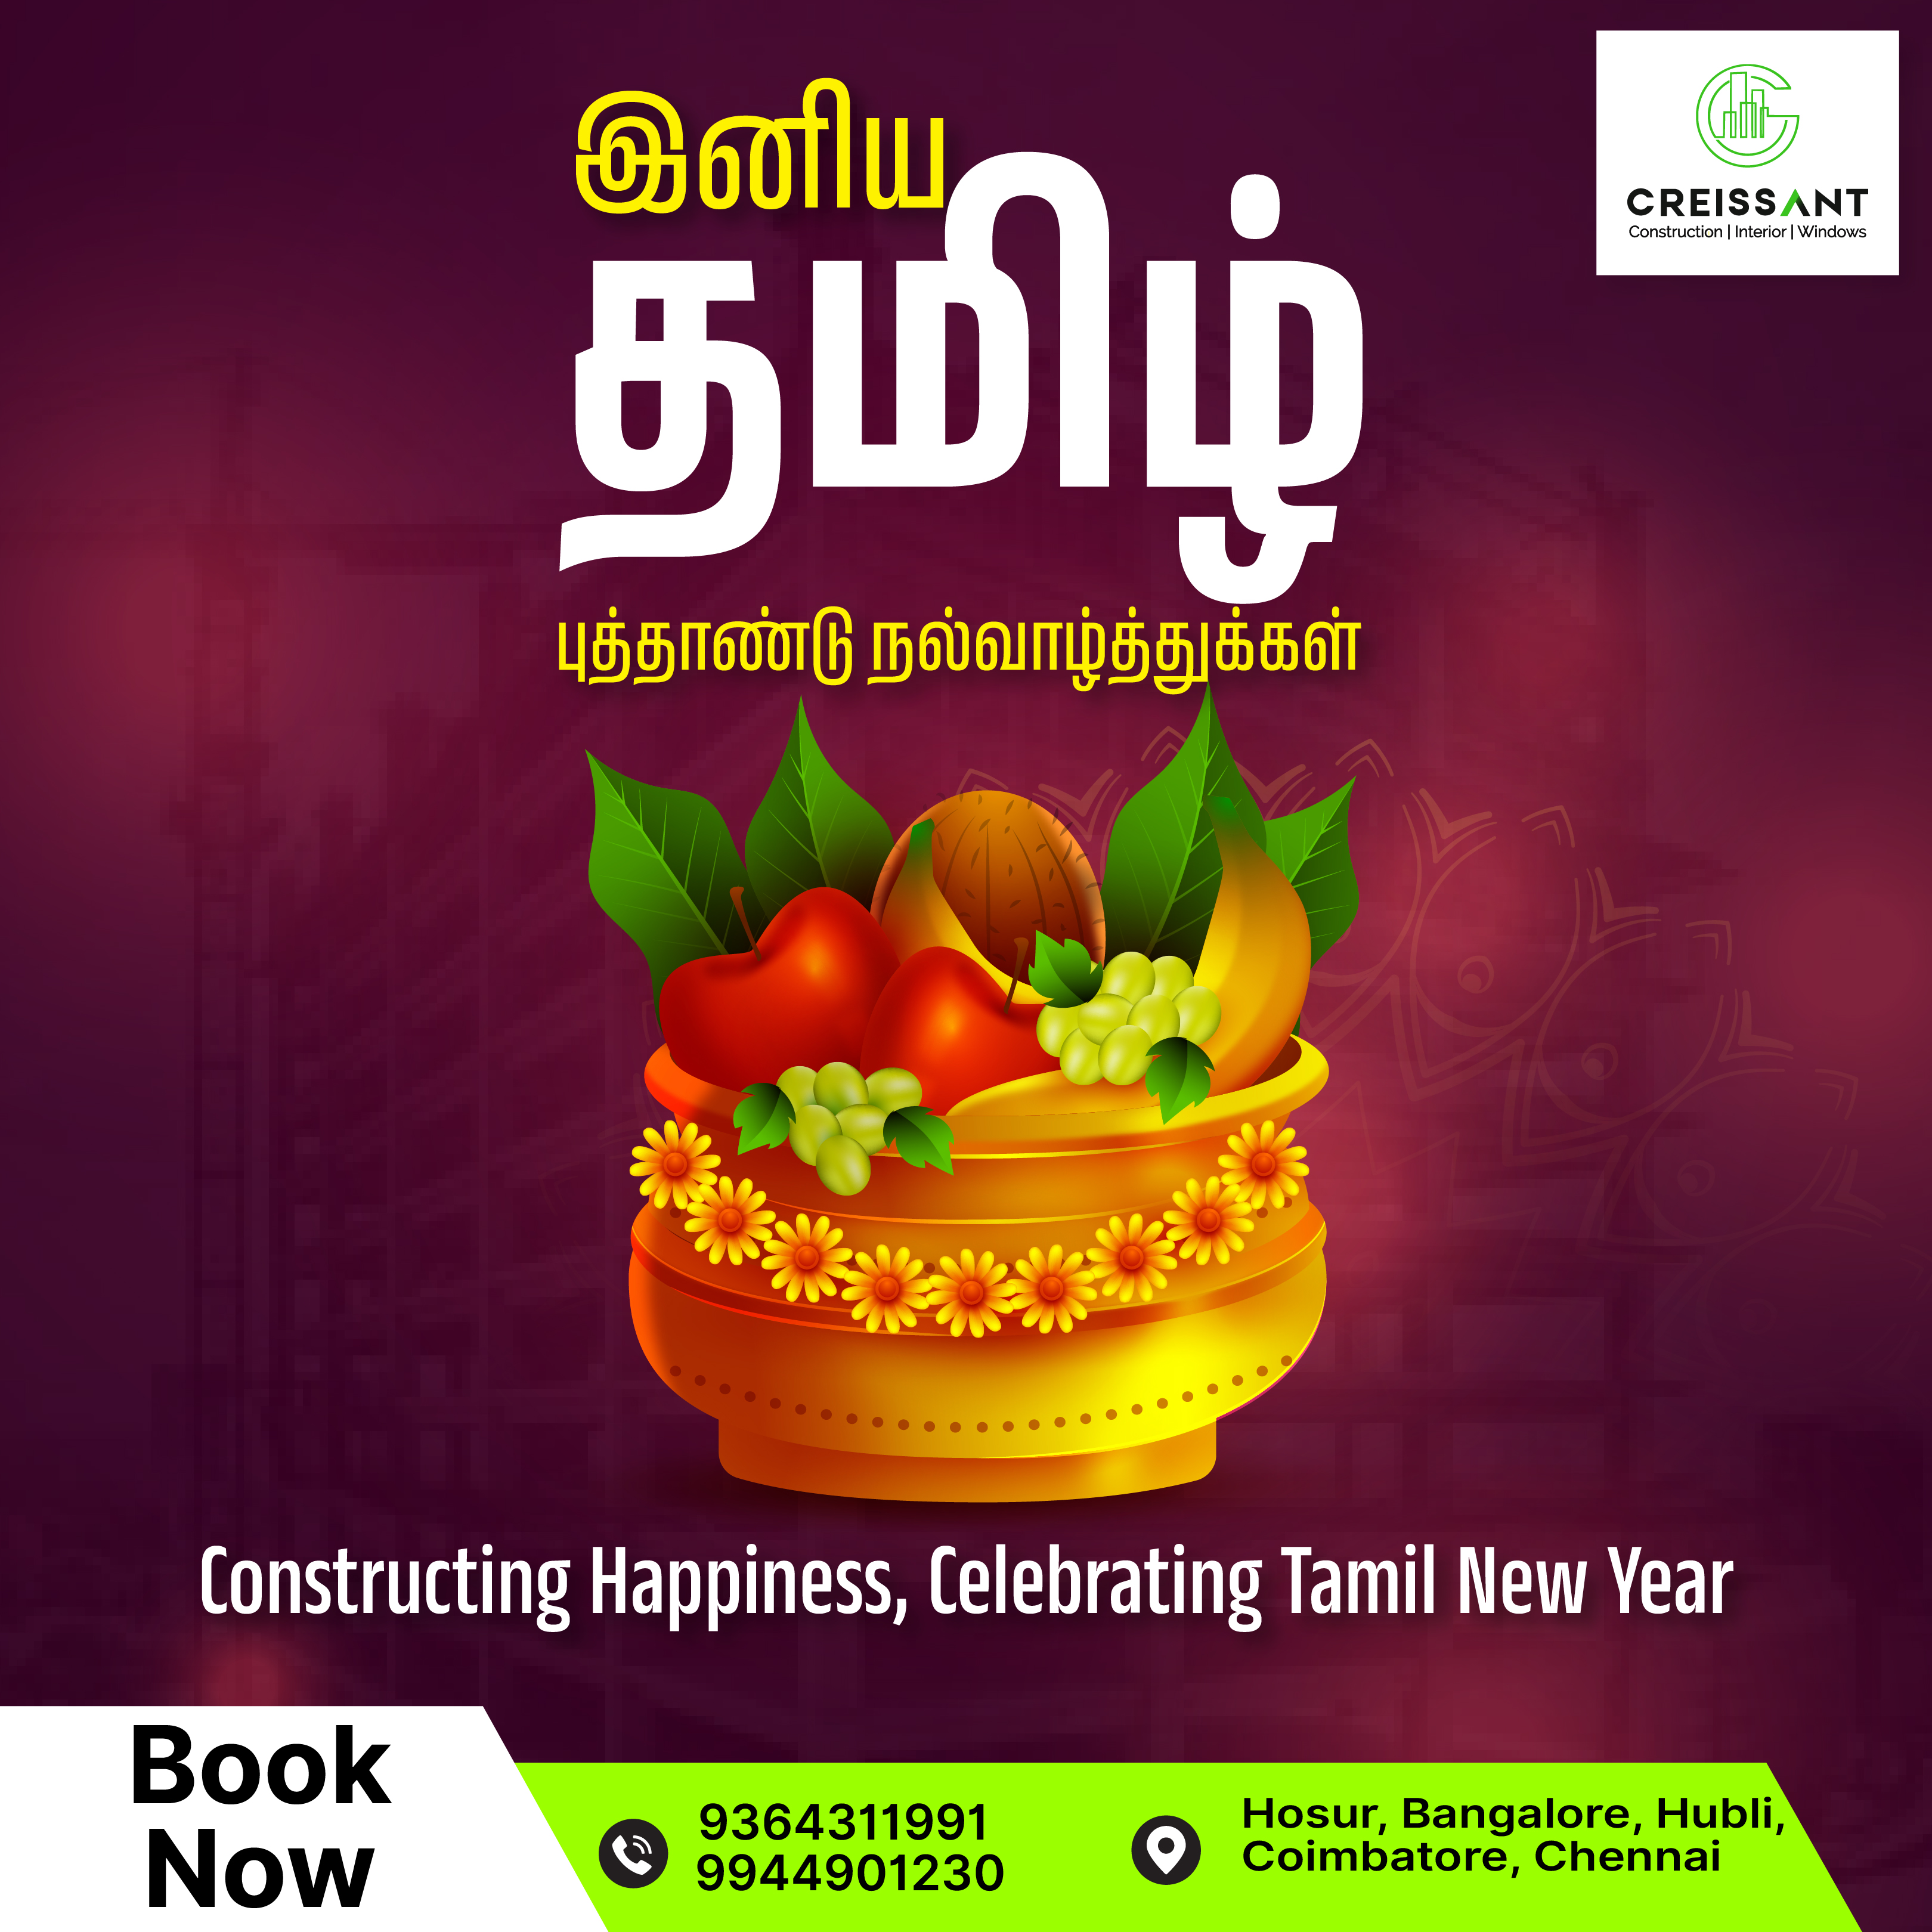 இனிய
தமிழ்
புத்தாண்டு நல்வாழ்த்துக்கள்
CREISSANT
Construction | Interior | Windows
Constructing Happiness, Celebrating Tamil New Year
Book
Now
9364311991
9944901230
Hosur, Bangalore, Hubli,
Coimbatore, Chennai